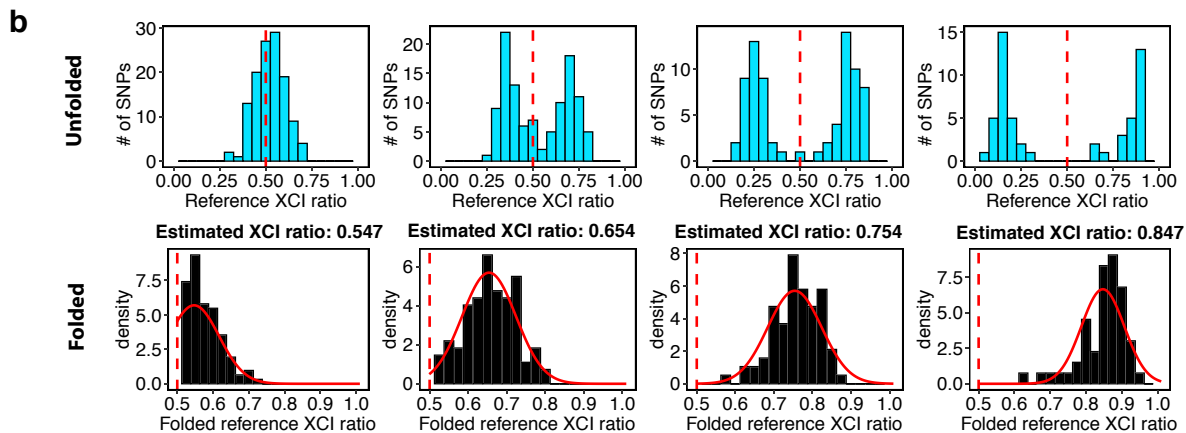 b
Unfolded
# of SNPs
30
20
10
0
0.00 0.25 0.50 0.75 1.00
Reference XCI ratio
# of SNPs
20
15
10
5
0
0.00 0.25 0.50 0.75 1.00
Reference XCI ratio
# of SNPs
10
5
0
0.00 0.25 0.50 0.75 1.00
Reference XCI ratio
# of SNPs
15
10
5
0
0.00 0.25 0.50 0.75 1.00
Reference XCI ratio
Folded
Estimated XCI ratio: 0.547
density
7.5
5.0
2.5
0.0
0.5 0.6 0.7 0.8 0.9 1.0
Folded reference XCI ratio
Estimated XCI ratio: 0.654
density
6
4
2
0
0.5 0.6 0.7 0.8 0.9 1.0
Folded reference XCI ratio
Estimated XCI ratio: 0.754
density
8
6
4
2
0
0.5 0.6 0.7 0.8 0.9 1.0
Folded reference XCI ratio
Estimated XCI ratio: 0.847
density
7.5
5.0
2.5
0.0
0.5 0.6 0.7 0.8 0.9 1.0
Folded reference XCI ratio